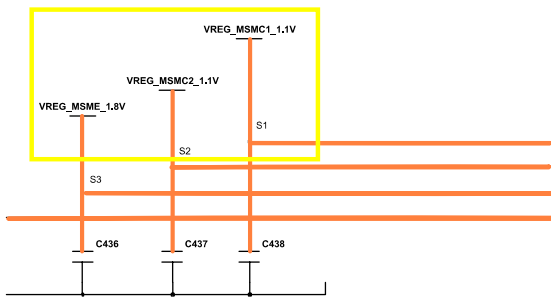 VREG_MSMC1_1.1V
VREG_MSMC2_1.1V
VREG_MSME_1.8V
S1
S2
S3
C436 C437 C438